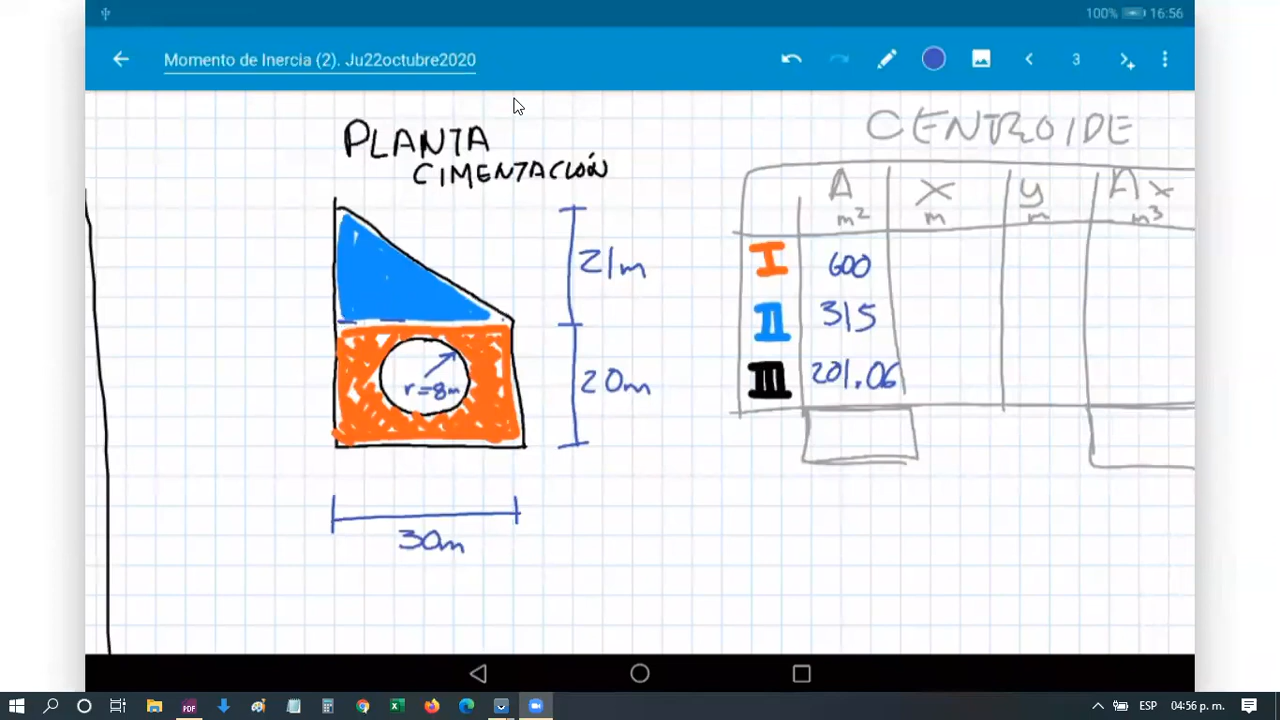 100% 16:56
Momento de Inercia (2). Ju22octubre2020
3
PLANTA
CIMENTACIÓN
21m
20m
r=8m
30m
CENTROIDE
A x y Ax
m² m m m³
I 600
II 315
III 201.06
ESP 04:56 p. m.